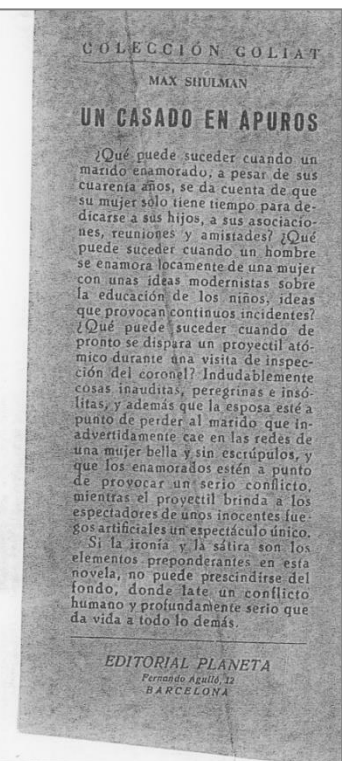 COLECCIÓN GOLIAT
MAX SHULMAN
UN CASADO EN APUROS
¿Qué puede suceder cuando un
marido enamorado, a pesar de sus
cuarenta años, se da cuenta de que
su mujer sólo tiene tiempo para de-
dicarse a sus hijos, a sus asociacio-
nes, reuniones y amistades? ¿Qué
puede suceder cuando un hombre
se enamora locamente de una mujer
con unas ideas modernistas sobre
la educación de los niños, ideas
que provocan continuos incidentes?
¿Qué puede suceder cuando de
pronto se dispara un proyectil ató-
mico durante una visita de inspec-
ción del coronel? Indudablemente
cosas inauditas, peregrinas e insó-
litas, y además que la esposa esté a
punto de perder al marido que in-
advertidamente cae en las redes de
una mujer bella y sin escrúpulos, y
que los enamorados estén a punto
de provocar un serio conflicto,
mientras el proyectil brinda a los
espectadores de unos inocentes fue-
gos artificiales un espectáculo único.
Si la ironía y la sátira son los
elementos preponderantes en esta
novela, no puede prescindirse del
fondo, donde late un conflicto
humano y profundamente serio que
da vida a todo lo demás.
EDITORIAL PLANETA
Fernando Agulló, 12
BARCELONA